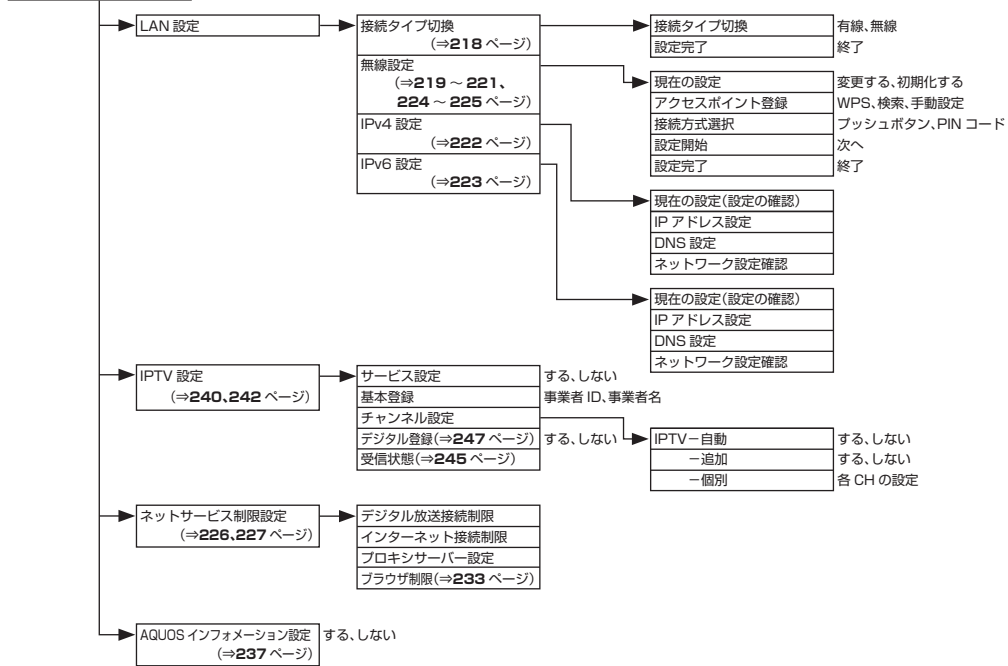 LAN 設定
接続タイプ切換
(⇒218 ページ)
無線設定
(⇒219 ~ 221、
224 ~ 225 ページ)
IPv4 設定
(⇒222 ページ)
IPv6 設定
(⇒223 ページ)
接続タイプ切換 有線、無線
設定完了 終了
現在の設定 変更する、初期化する
アクセスポイント登録 WPS、検索、手動設定
接続方式選択 プッシュボタン、PIN コード
設定開始 次へ
設定完了 終了
現在の設定(設定の確認)
IP アドレス設定
DNS 設定
ネットワーク設定確認
現在の設定(設定の確認)
IP アドレス設定
DNS 設定
ネットワーク設定確認
IPTV 設定
(⇒240、242 ページ)
サービス設定 する、しない
基本登録 事業者 ID、事業者名
チャンネル設定
デジタル登録(⇒247 ページ) する、しない
受信状態(⇒245 ページ)
IPTV-自動 する、しない
-追加 する、しない
-個別 各 CH の設定
ネットサービス制限設定
(⇒226、227 ページ)
デジタル放送接続制限
インターネット接続制限
プロキシサーバー設定
ブラウザ制限(⇒233 ページ)
AQUOS インフォメーション設定 する、しない
(⇒237 ページ)